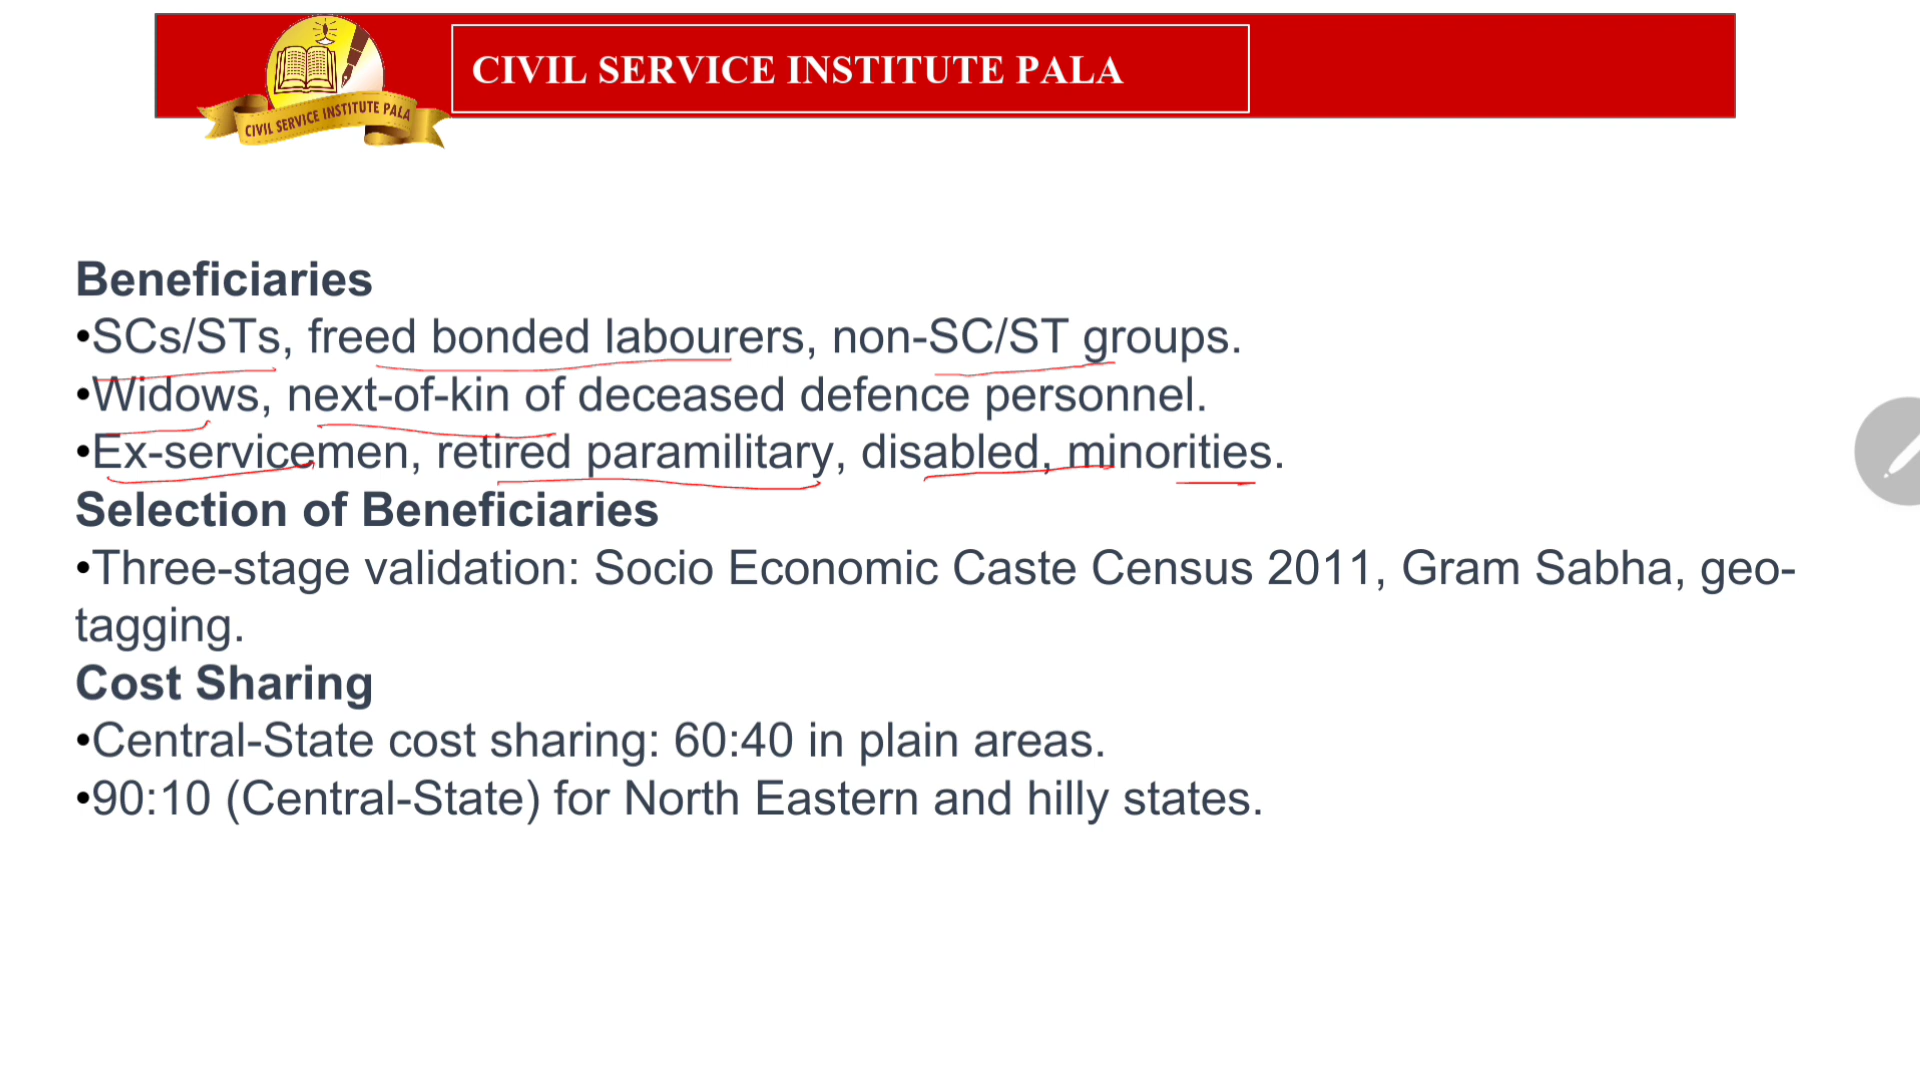 CIVIL SERVICE INSTITUTE PALA
CIVIL SERVICE INSTITUTE PALA
Beneficiaries
•SCs/STs, freed bonded labourers, non-SC/ST groups.
•Widows, next-of-kin of deceased defence personnel.
•Ex-servicemen, retired paramilitary, disabled, minorities.
Selection of Beneficiaries
•Three-stage validation: Socio Economic Caste Census 2011, Gram Sabha, geo-
tagging.
Cost Sharing
•Central-State cost sharing: 60:40 in plain areas.
•90:10 (Central-State) for North Eastern and hilly states.